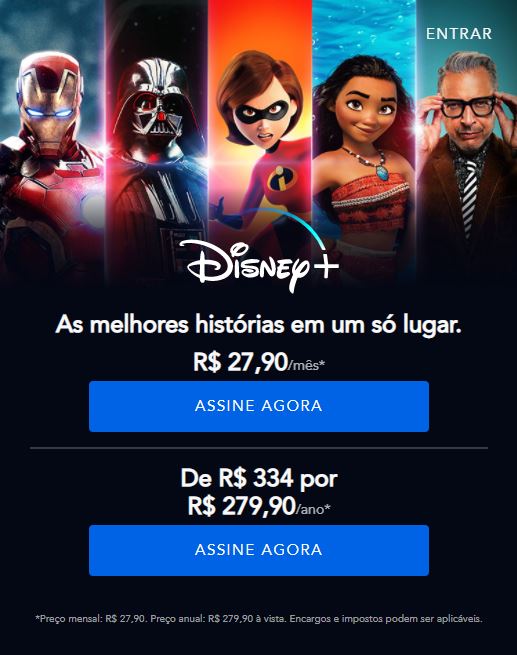 ENTRAR
Disney+
As melhores histórias em um só lugar.
R$ 27,90/mês*
ASSINE AGORA
De R$ 334 por
R$ 279,90/ano*
ASSINE AGORA
*Preço mensal: R$ 27,90. Preço anual: R$ 279,90 à vista. Encargos e impostos podem ser aplicáveis.